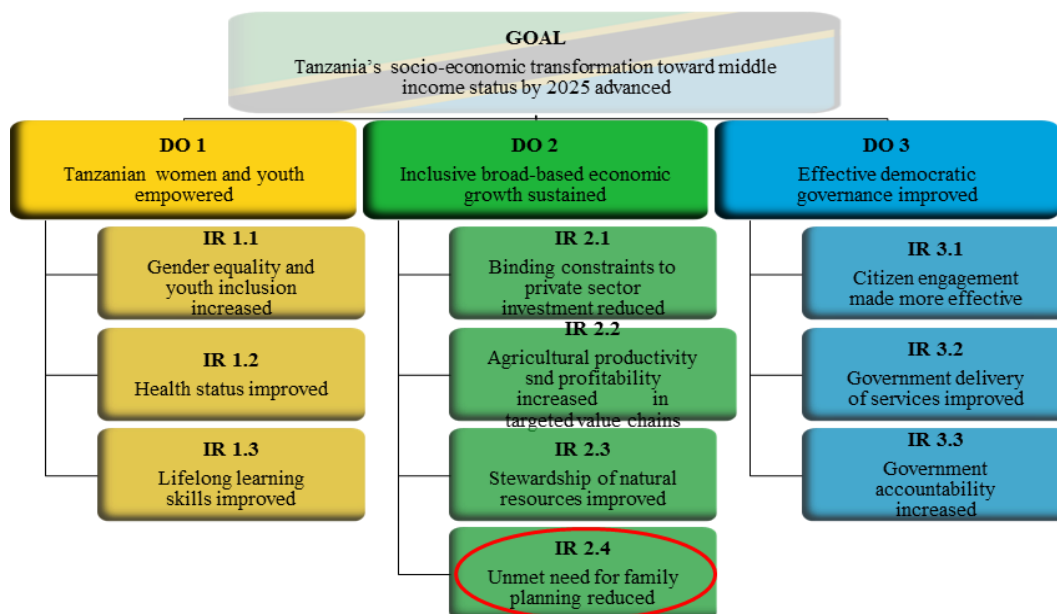 GOAL
Tanzania's socio-economic transformation toward middle
income status by 2025 advanced
DO 1
Tanzanian women and youth
empowered
IR 1.1
Gender equality and
youth inclusion
increased
IR 1.2
Health status improved
IR 1.3
Lifelong learning
skills improved
DO 2
Inclusive broad-based economic
growth sustained
IR 2.1
Binding constraints to
private sector
investment reduced
IR 2.2
Agricultural productivity
snd profitability
increased in
targeted value chains
IR 2.3
Stewardship of natural
resources improved
IR 2.4
Unmet need for family
planning reduced
DO 3
Effective democratic
governance improved
IR 3.1
Citizen engagement
made more effective
IR 3.2
Government delivery
of services improved
IR 3.3
Government
accountability
increased